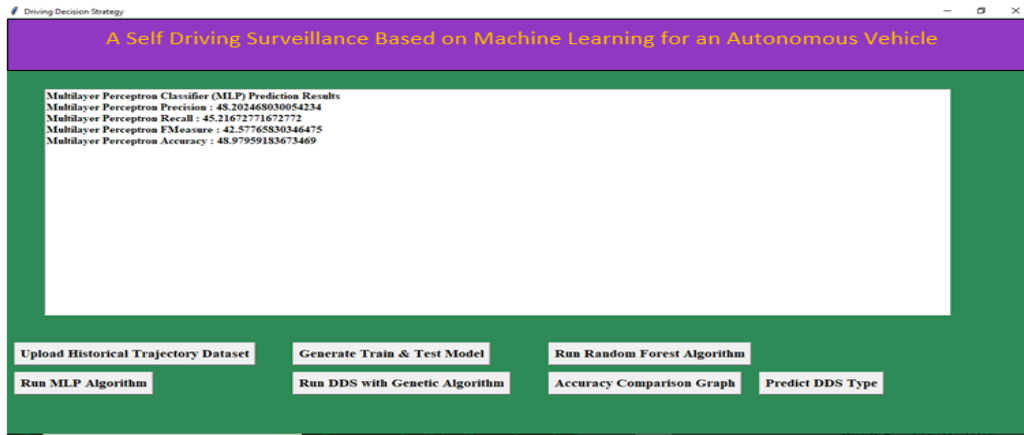 Driving Decision Strategy
A Self Driving Surveillance Based on Machine Learning for an Autonomous Vehicle
Multilayer Perceptron Classifier (MLP) Prediction Results
Multilayer Perceptron Precision : 48.202468030054234
Multilayer Perceptron Recall : 45.21672771672772
Multilayer Perceptron FMeasure : 42.57765830346475
Multilayer Perceptron Accuracy : 48.97959183673469
Upload Historical Trajectory Dataset
Generate Train & Test Model
Run Random Forest Algorithm
Run MLP Algorithm
Run DDS with Genetic Algorithm
Accuracy Comparison Graph
Predict DDS Type